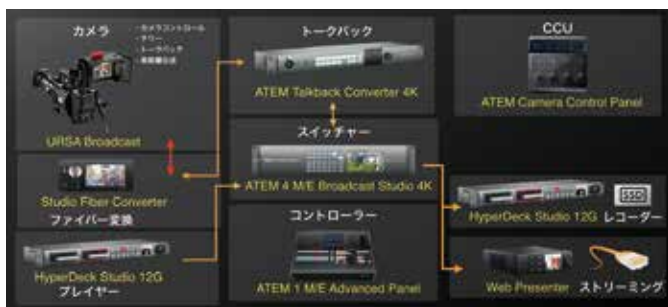 カメラ
・カメラコントロール
・タリー
・トークバック
URSA Broadcast
Studio Fiber Converter
ファイバー変換
HyperDeck Studio 12G
プレイヤー
トークバック
ATEM Talkback Converter 4K
スイッチャー
ATEM 4 M/E Broadcast Studio 4K
コントローラー
ATEM 1 M/E Advanced Panel
CCU
ATEM Camera Control Panel
SSD
HyperDeck Studio 12G レコーダー
Web Presenter ストリーミング